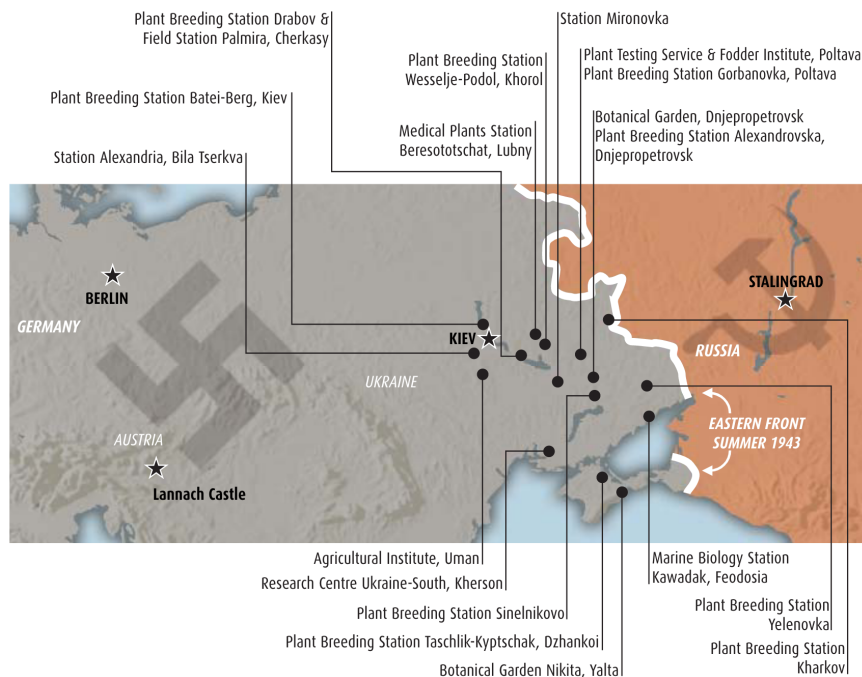 Plant Breeding Station Drabov &
Field Station Palmira, Cherkasy
Station Mironovka
Plant Breeding Station
Wesselje-Podol, Khorol
Plant Testing Service & Fodder Institute, Poltava
Plant Breeding Station Gorbanovka, Poltava
Plant Breeding Station Batei-Berg, Kiev
Medical Plants Station
Beresototschat, Lubny
Botanical Garden, Dnjepropetrovsk
Plant Breeding Station Alexandrovska,
Dnjepropetrovsk
Station Alexandria, Bila Tserkva
BERLIN
STALINGRAD
GERMANY
KIEV
RUSSIA
UKRAINE
EASTERN FRONT
SUMMER 1943
AUSTRIA
Lannach Castle
Agricultural Institute, Uman
Marine Biology Station
Kawadak, Feodosia
Research Centre Ukraine-South, Kherson
Plant Breeding Station Sinelnikovo
Plant Breeding Station
Yelenovka
Plant Breeding Station Taschlik-Kyptschak, Dzhankoi
Plant Breeding Station
Kharkov
Botanical Garden Nikita, Yalta